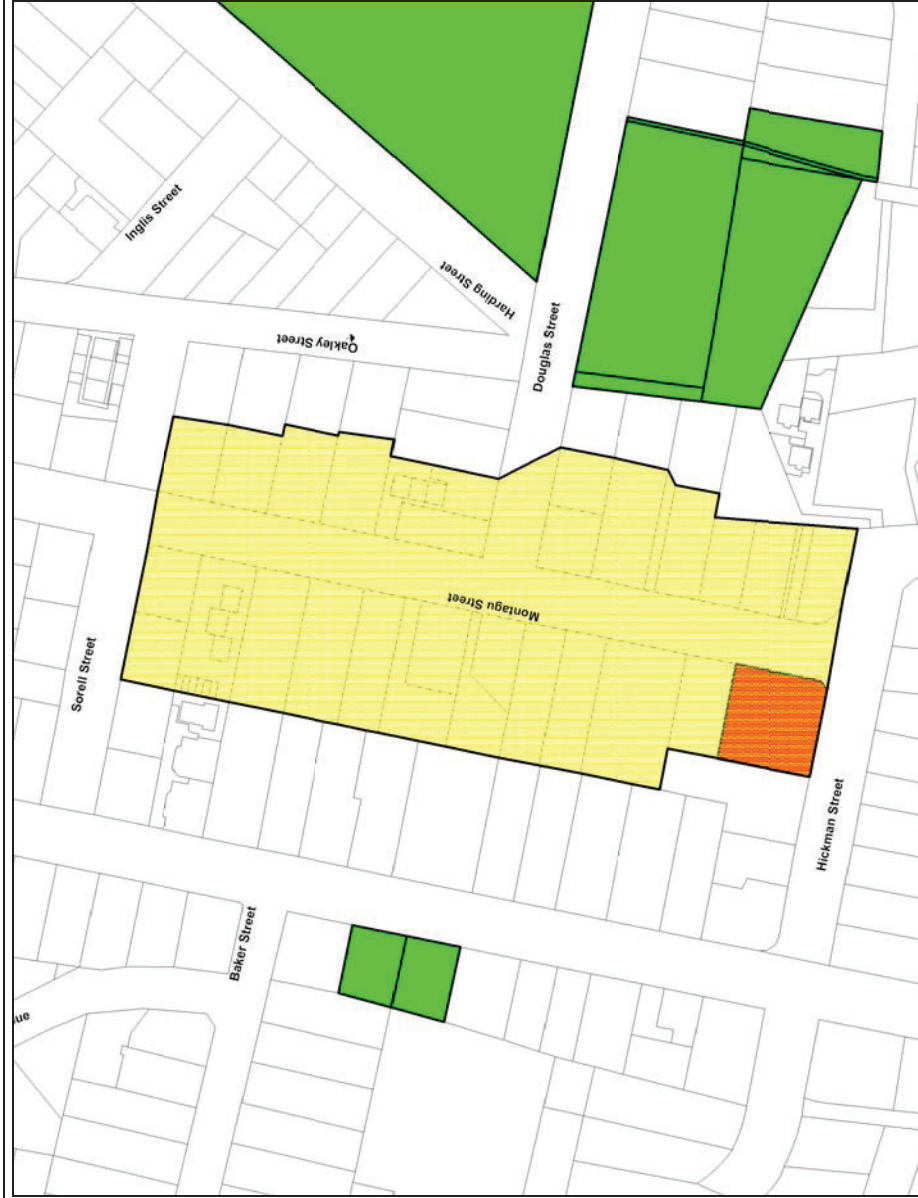 Inglis Street
Harding Street
Oakley Street
Douglas Street
Montagu Street
Sorell Street
Hickman Street
Baker Street
ue